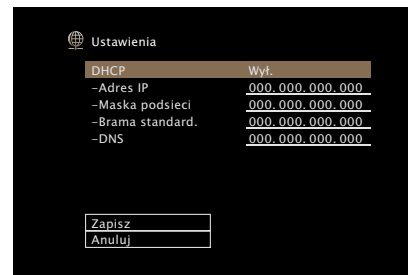 Ustawienia
DHCP Wył.
–Adres IP 000. 000. 000. 000
–Maska podsieci 000. 000. 000. 000
–Brama standard. 000. 000. 000. 000
–DNS 000. 000. 000. 000
Zapisz
Anuluj